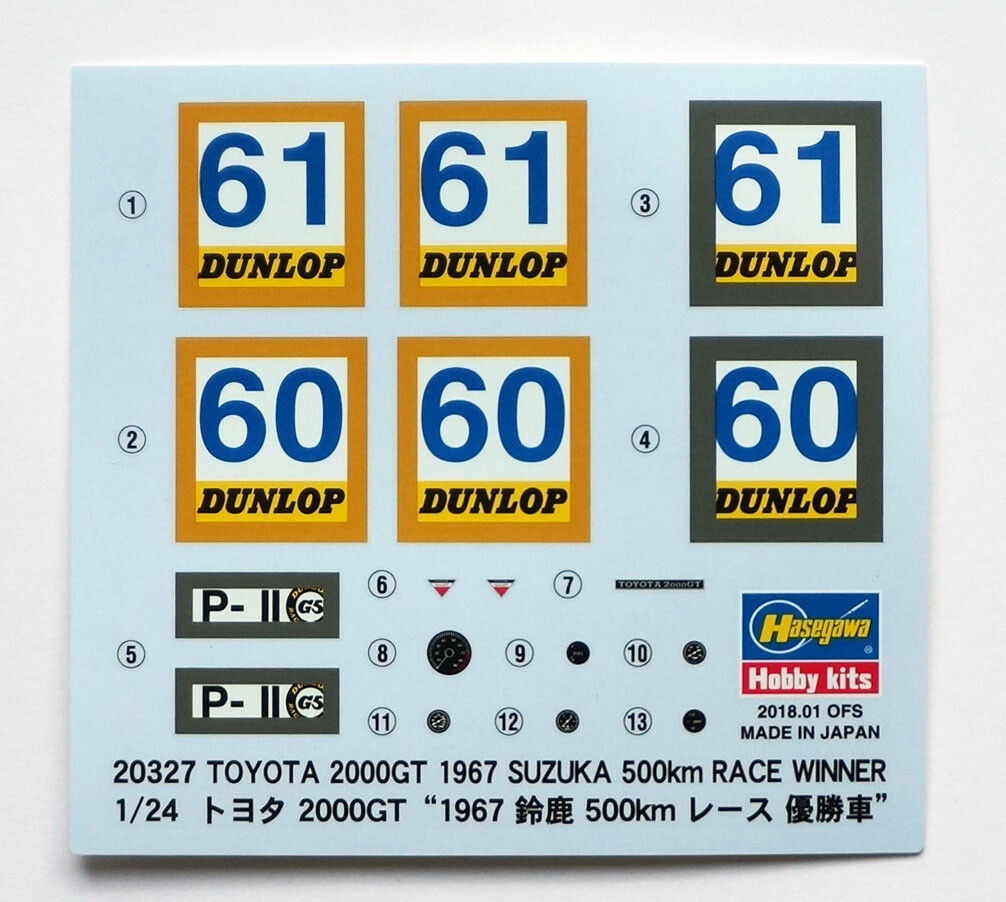 61 61 61
① ③
DUNLOP DUNLOP DUNLOP
60 60 60
② ④
DUNLOP DUNLOP DUNLOP
⑥ ⑦ TOYOTA 2000GT
P-II G5
Hasegawa®
⑤ ⑧ ⑨ ⑩
Hobby kits
P-II G5
2018.01 OFS
⑪ ⑫ ⑬
MADE IN JAPAN
20327 TOYOTA 2000GT 1967 SUZUKA 500km RACE WINNER
1/24 トヨタ 2000GT “1967 鈴鹿 500km レース 優勝車”